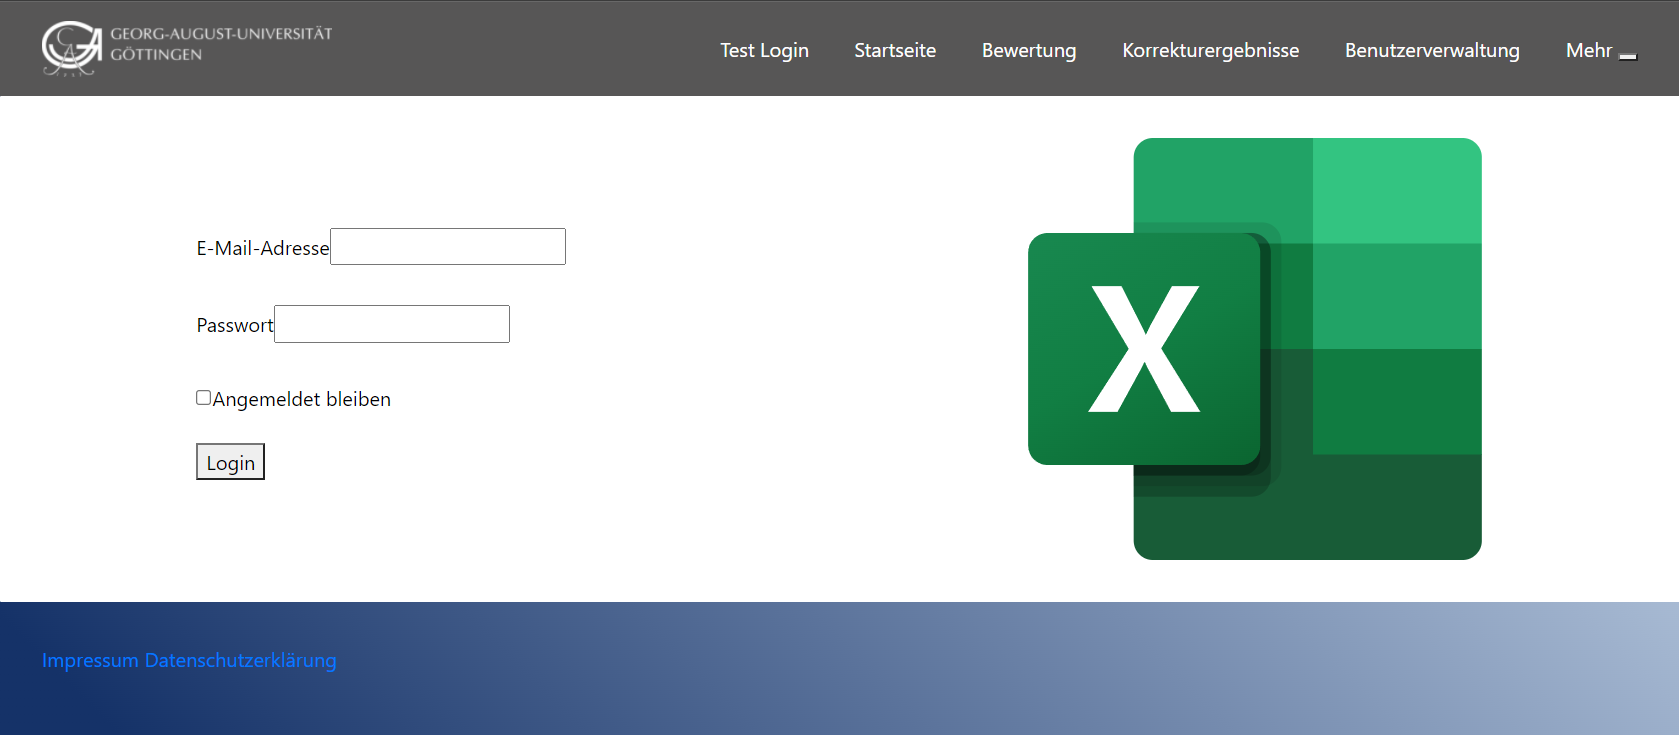 GEORG-AUGUST-UNIVERSITÄT
GÖTTINGEN
Test Login Startseite Bewertung Korrekturergebnisse Benutzerverwaltung Mehr
E-Mail-Adresse
Passwort
Angemeldet bleiben
Login
X
Impressum Datenschutzerklärung